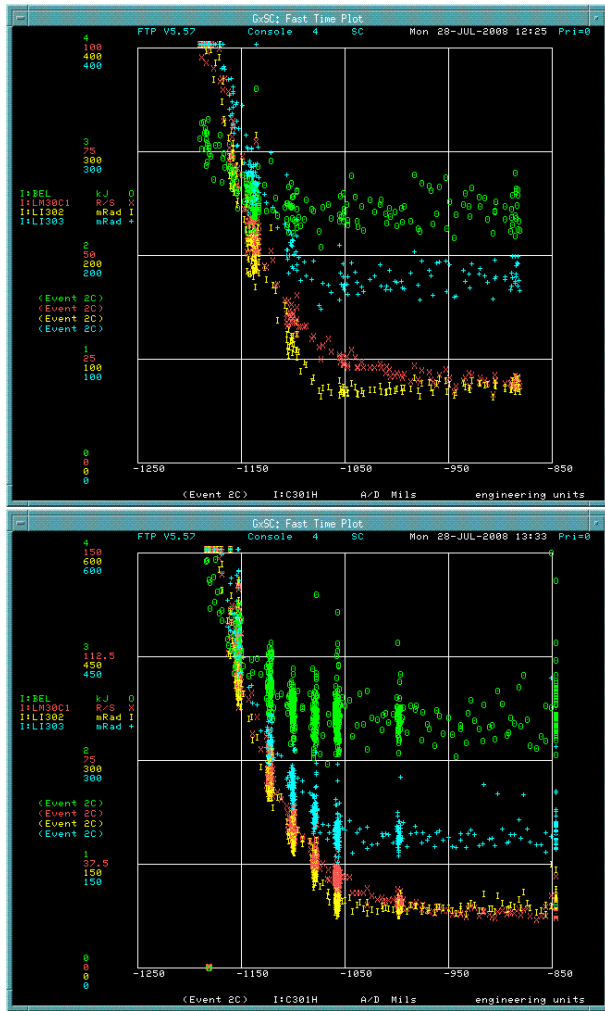 GxSC: Fast Time Plot
FTP V5.57 Console 4 SC Mon 28-JUL-2008 12:25 Pri=0
4
100
400
400
3
75
300
300
I:BEL kJ O
I:LM30C1 R/S X
I:LI302 mRad I
I:LI303 mRad +
2
50
200
200
(Event 2C)
(Event 2C)
(Event 2C)
(Event 2C)
1
25
100
100
0
0
0
0
-1250 -1150 -1050 -950 -850
(Event 2C) I:C301H A/D Mils engineering units
GxSC: Fast Time Plot
FTP V5.57 Console 4 SC Mon 28-JUL-2008 13:33 Pri=0
4
150
600
600
3
112.5
450
450
I:BEL kJ O
I:LM30C1 R/S X
I:LI302 mRad I
I:LI303 mRad +
2
75
300
300
(Event 2C)
(Event 2C)
(Event 2C)
(Event 2C)
1
37.5
150
150
0
0
0
0
-1250 -1150 -1050 -950 -850
(Event 2C) I:C301H A/D Mils engineering units